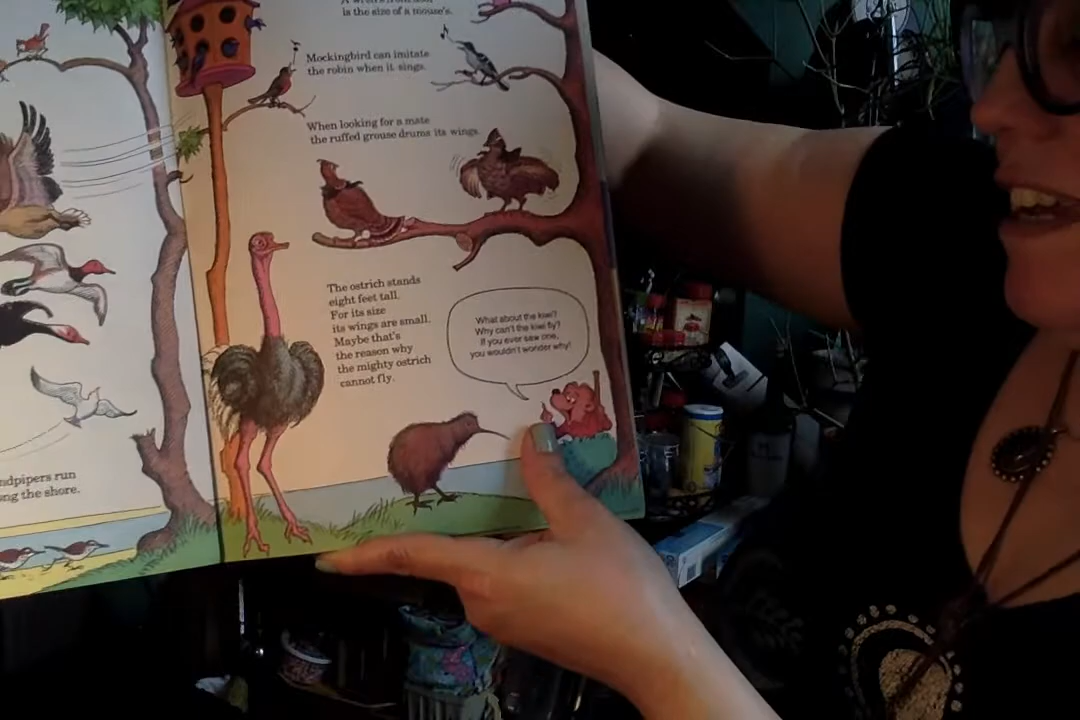 ndpipers run
ng the shore.
is the size of a mouse's.
Mockingbird can imitate
the robin when it sings.
When looking for a mate
the ruffed grouse drums its wings.
The ostrich stands
eight feet tall.
For its size
its wings are small.
Maybe that's
the reason why
the mighty ostrich
cannot fly.
What about the kiwi?
Why can't the kiwi fly?
If you ever saw one,
you wouldn't wonder why!